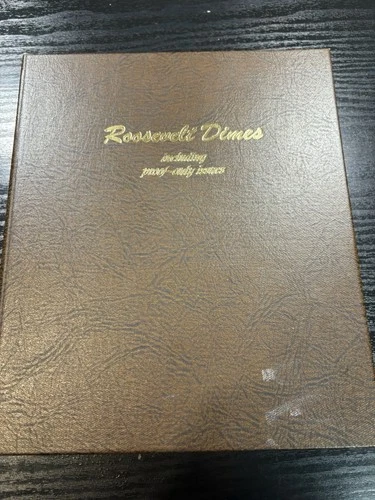 Roosevelt Dimes
including
proof-only issues